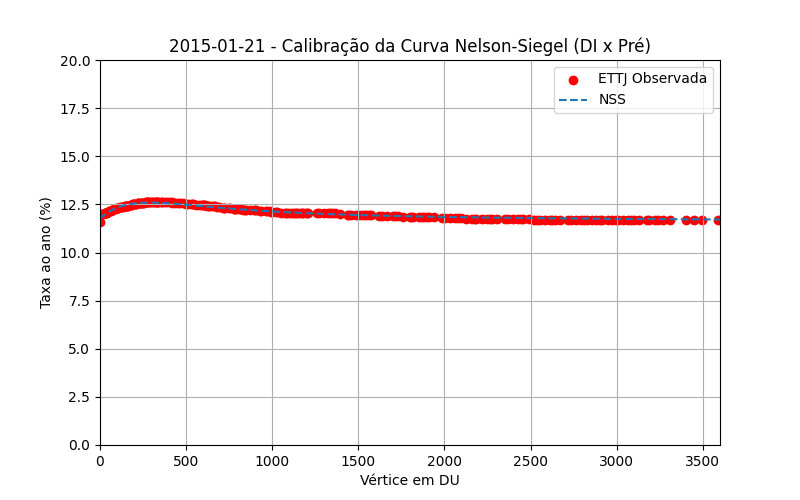 2015-01-21 - Calibração da Curva Nelson-Siegel (DI x Pré)
ETTJ Observada
NSS
Taxa ao ano (%)
20.0
17.5
15.0
12.5
10.0
7.5
5.0
2.5
0.0
0 500 1000 1500 2000 2500 3000 3500
Vértice em DU